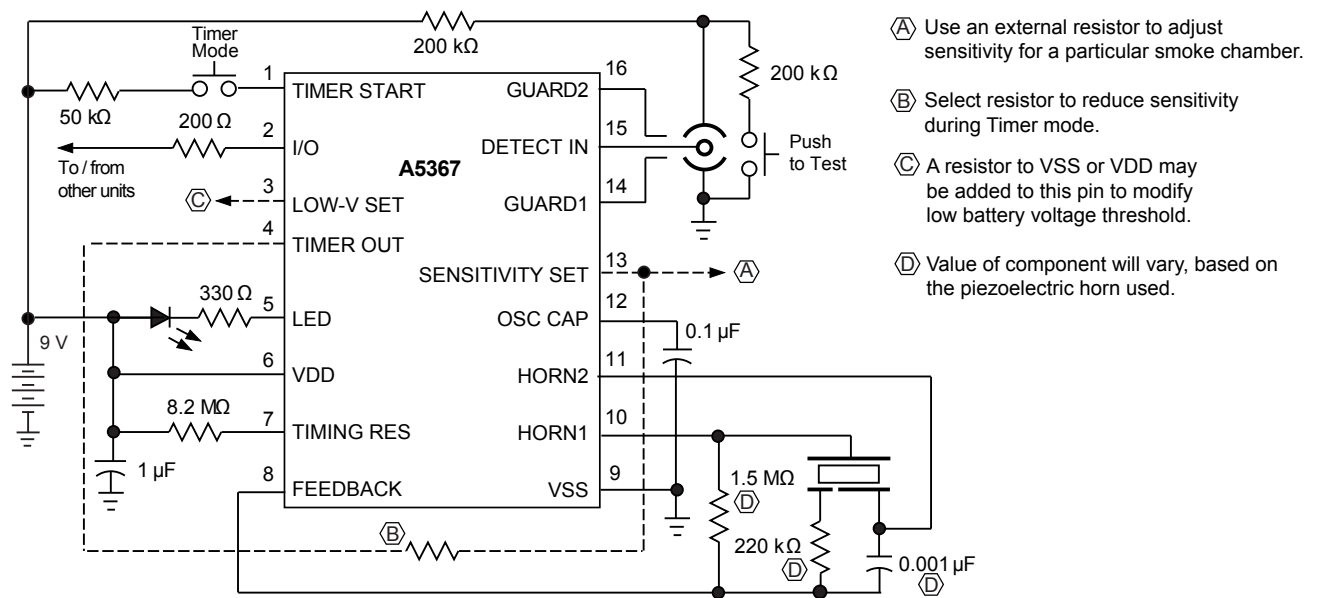 Timer
Mode
200 kΩ
50 kΩ
200 Ω
To / from
other units
C
330 Ω
9 V
8.2 MΩ
1 µF
B
1
2
3
4
5
6
7
8
TIMER START
I/O
LOW-V SET
TIMER OUT
LED
VDD
TIMING RES
FEEDBACK
A5367
GUARD2
DETECT IN
GUARD1
SENSITIVITY SET
OSC CAP
HORN2
HORN1
VSS
16
15
14
13
12
11
10
9
200 kΩ
Push
to Test
A
0.1 µF
1.5 MΩ
D
220 kΩ
D
0.001 µF
D
A Use an external resistor to adjust
sensitivity for a particular smoke chamber.
B Select resistor to reduce sensitivity
during Timer mode.
C A resistor to VSS or VDD may
be added to this pin to modify
low battery voltage threshold.
D Value of component will vary, based on
the piezoelectric horn used.